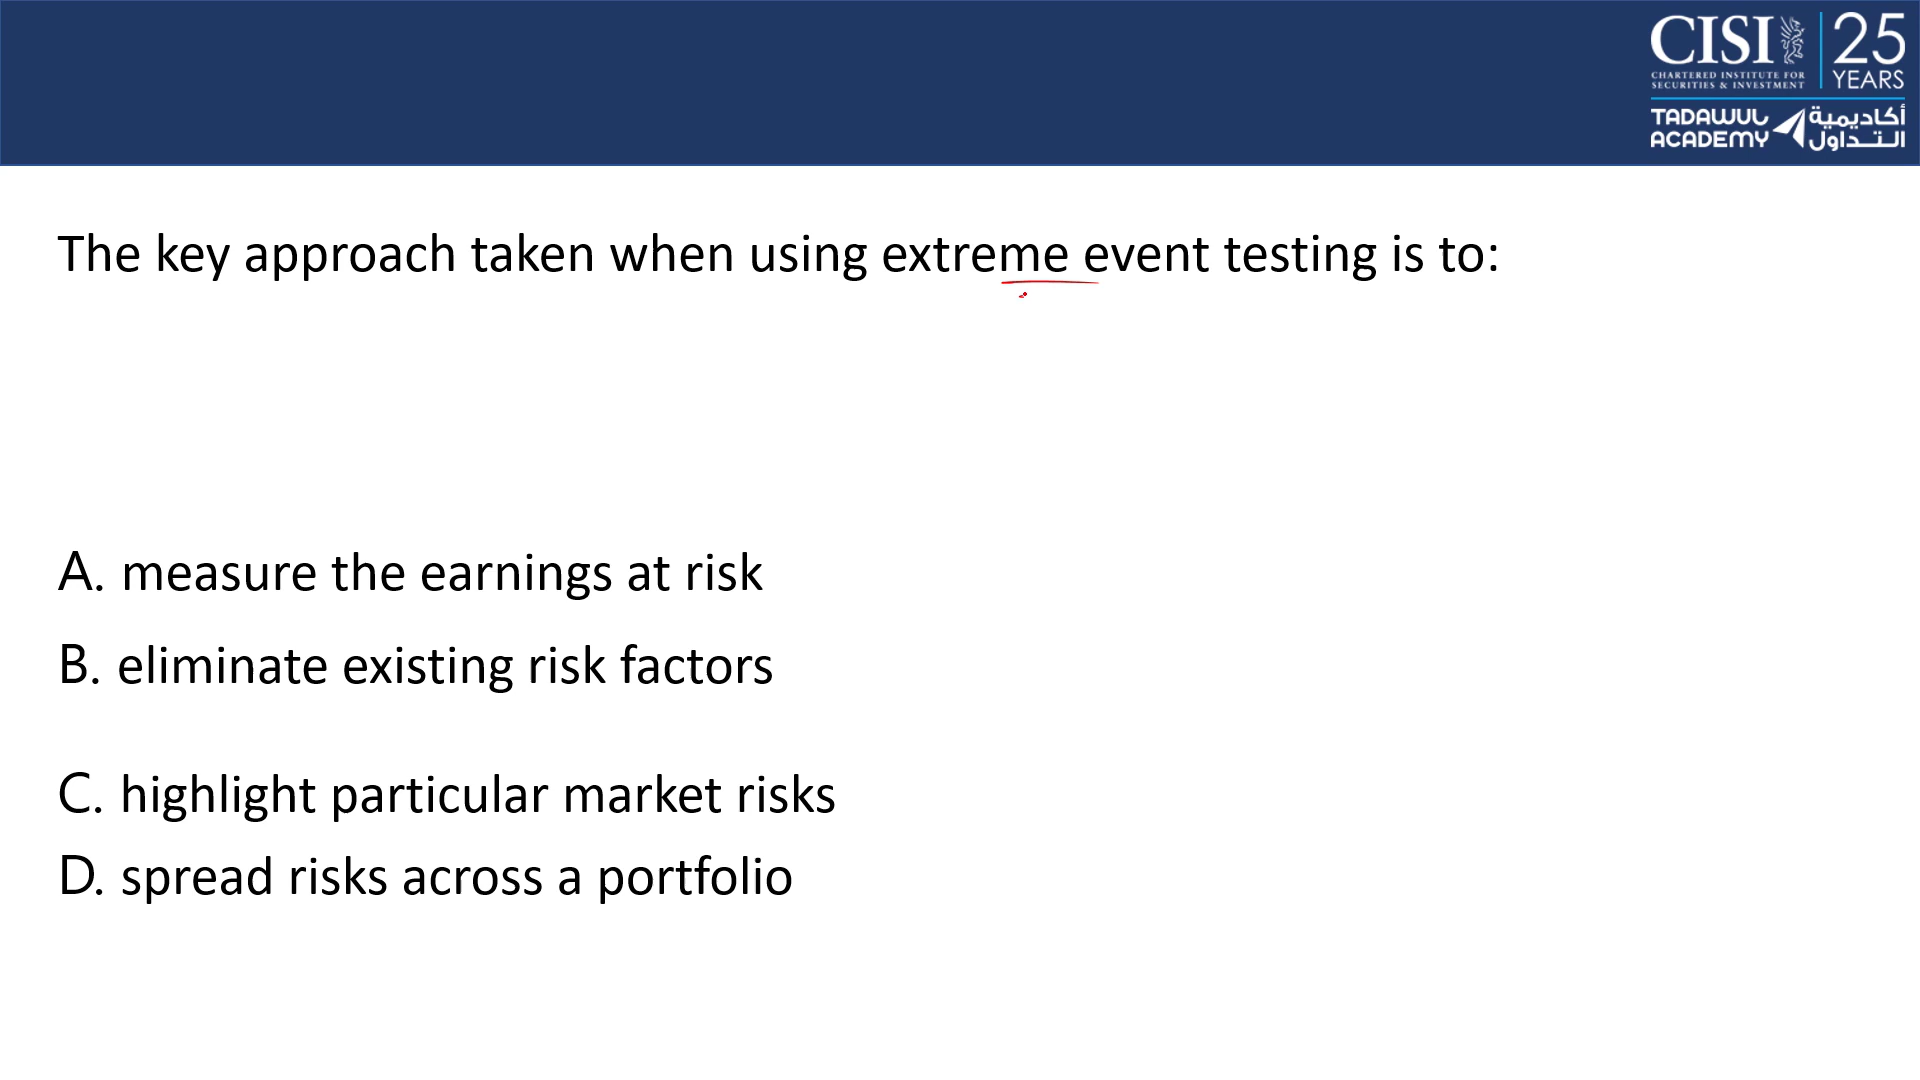 CISI 25
CHARTERED INSTITUTE FOR
SECURITIES & INVESTMENT
YEARS
TADAWUL
ACADEMY
أكاديمية
التداول
The key approach taken when using extreme event testing is to:
A. measure the earnings at risk
B. eliminate existing risk factors
C. highlight particular market risks
D. spread risks across a portfolio